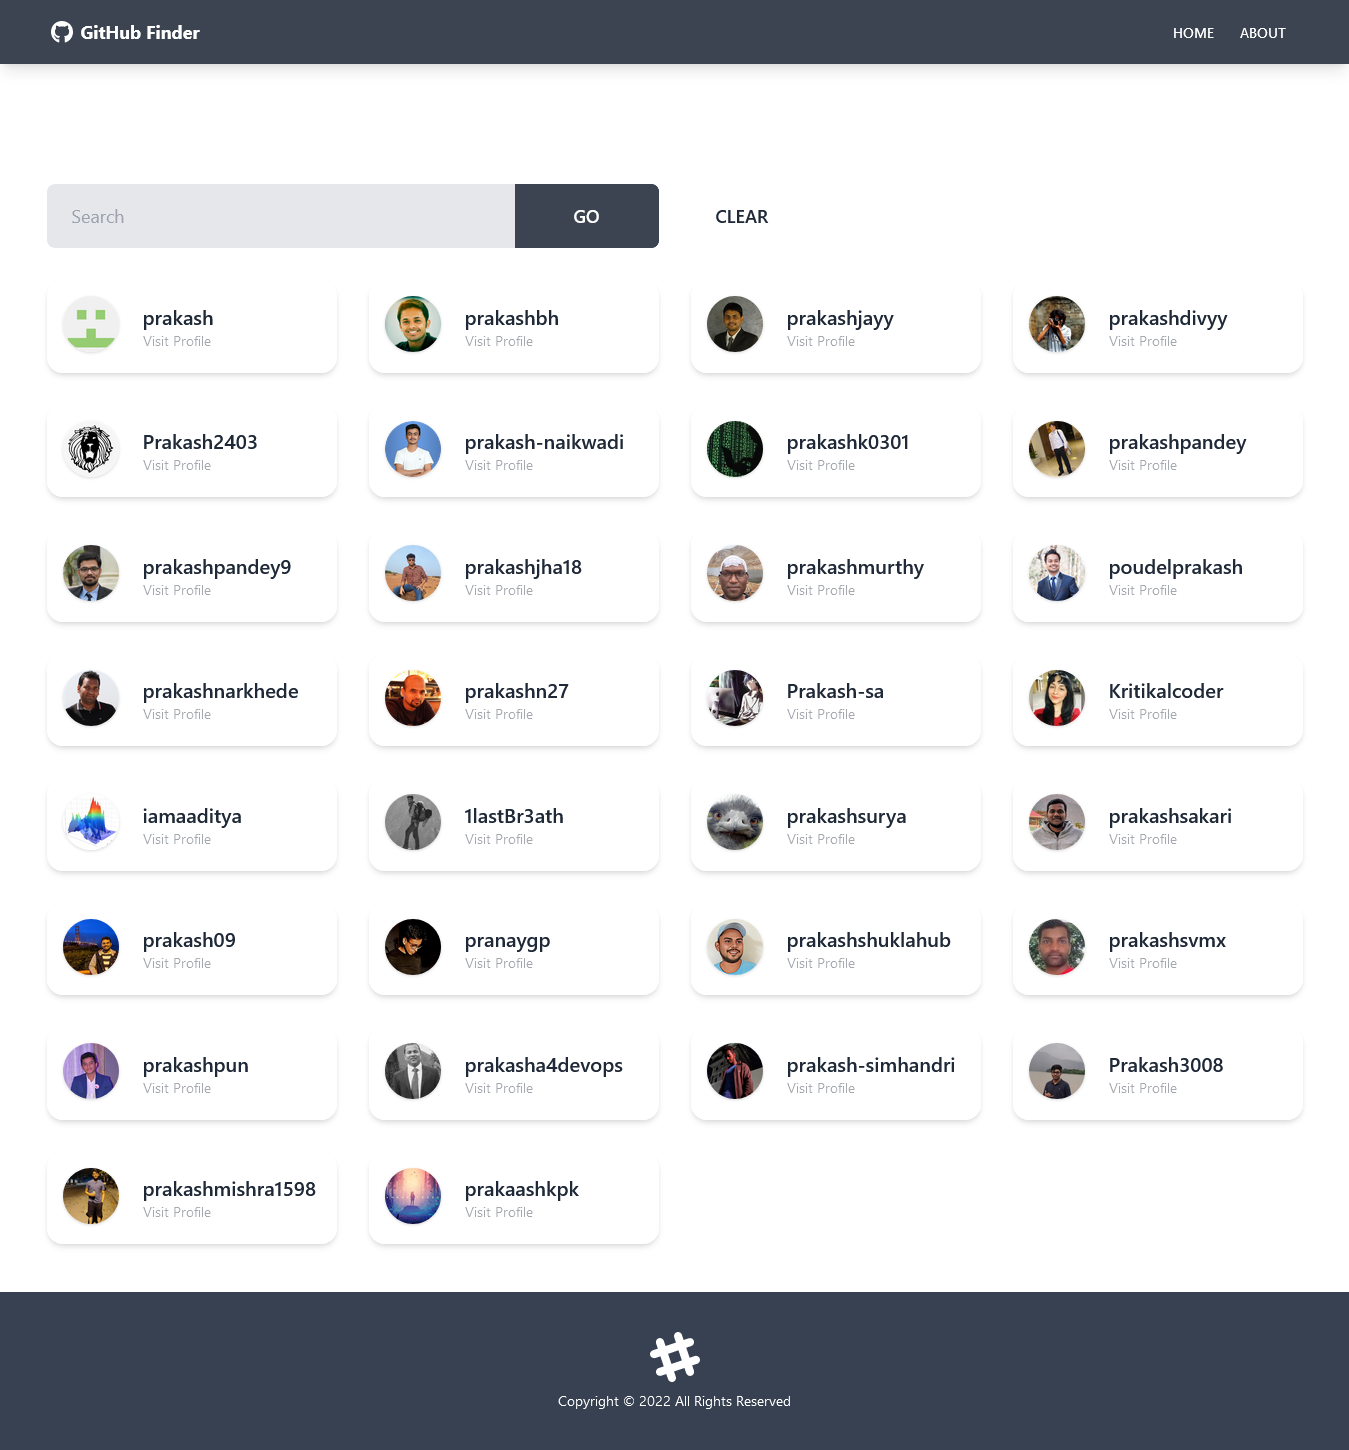 GitHub Finder
HOME ABOUT
Search GO CLEAR
prakash
Visit Profile
prakashbh
Visit Profile
prakashjayy
Visit Profile
prakashdivyy
Visit Profile
Prakash2403
Visit Profile
prakash-naikwadi
Visit Profile
prakashk0301
Visit Profile
prakashpandey
Visit Profile
prakashpandey9
Visit Profile
prakashjha18
Visit Profile
prakashmurthy
Visit Profile
poudelprakash
Visit Profile
prakashnarkhede
Visit Profile
prakashn27
Visit Profile
Prakash-sa
Visit Profile
Kritikalcoder
Visit Profile
iamaaditya
Visit Profile
1lastBr3ath
Visit Profile
prakashsurya
Visit Profile
prakashsakari
Visit Profile
prakash09
Visit Profile
pranaygp
Visit Profile
prakashshuklahub
Visit Profile
prakashsvmx
Visit Profile
prakashpun
Visit Profile
prakasha4devops
Visit Profile
prakash-simhandri
Visit Profile
Prakash3008
Visit Profile
prakashmishra1598
Visit Profile
prakaashkpk
Visit Profile
Copyright © 2022 All Rights Reserved